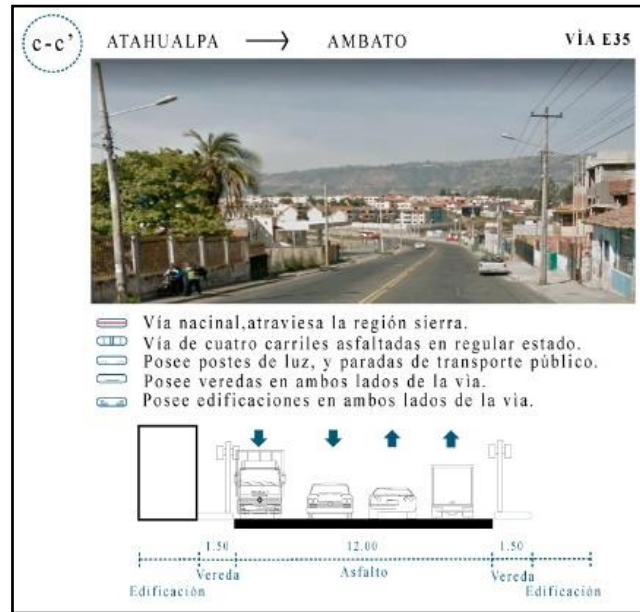 c-c’ ATAHUALPA → AMBATO VÌA E35
Vía nacinal,atraviesa la región sierra.
Vía de cuatro carriles asfaltadas en regular estado.
Posee postes de luz, y paradas de transporte público.
Posee veredas en ambos lados de la vìa.
Posee edificaciones en ambos lados de la vìa.
1.50 12.00 1.50
Vereda Asfalto Vereda
Edificación Edificación